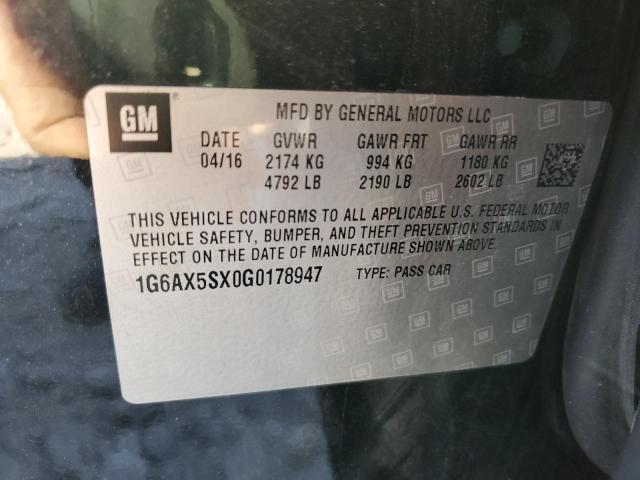 GM
MFD BY GENERAL MOTORS LLC
DATE GVWR GAWR FRT GAWR RR
04/16 2174 KG 994 KG 1180 KG
4792 LB 2190 LB 2602 LB
THIS VEHICLE CONFORMS TO ALL APPLICABLE U.S. FEDERAL MOTOR
VEHICLE SAFETY, BUMPER, AND THEFT PREVENTION STANDARDS IN
EFFECT ON THE DATE OF MANUFACTURE SHOWN ABOVE.
1G6AX5SX0G0178947 TYPE: PASS CAR